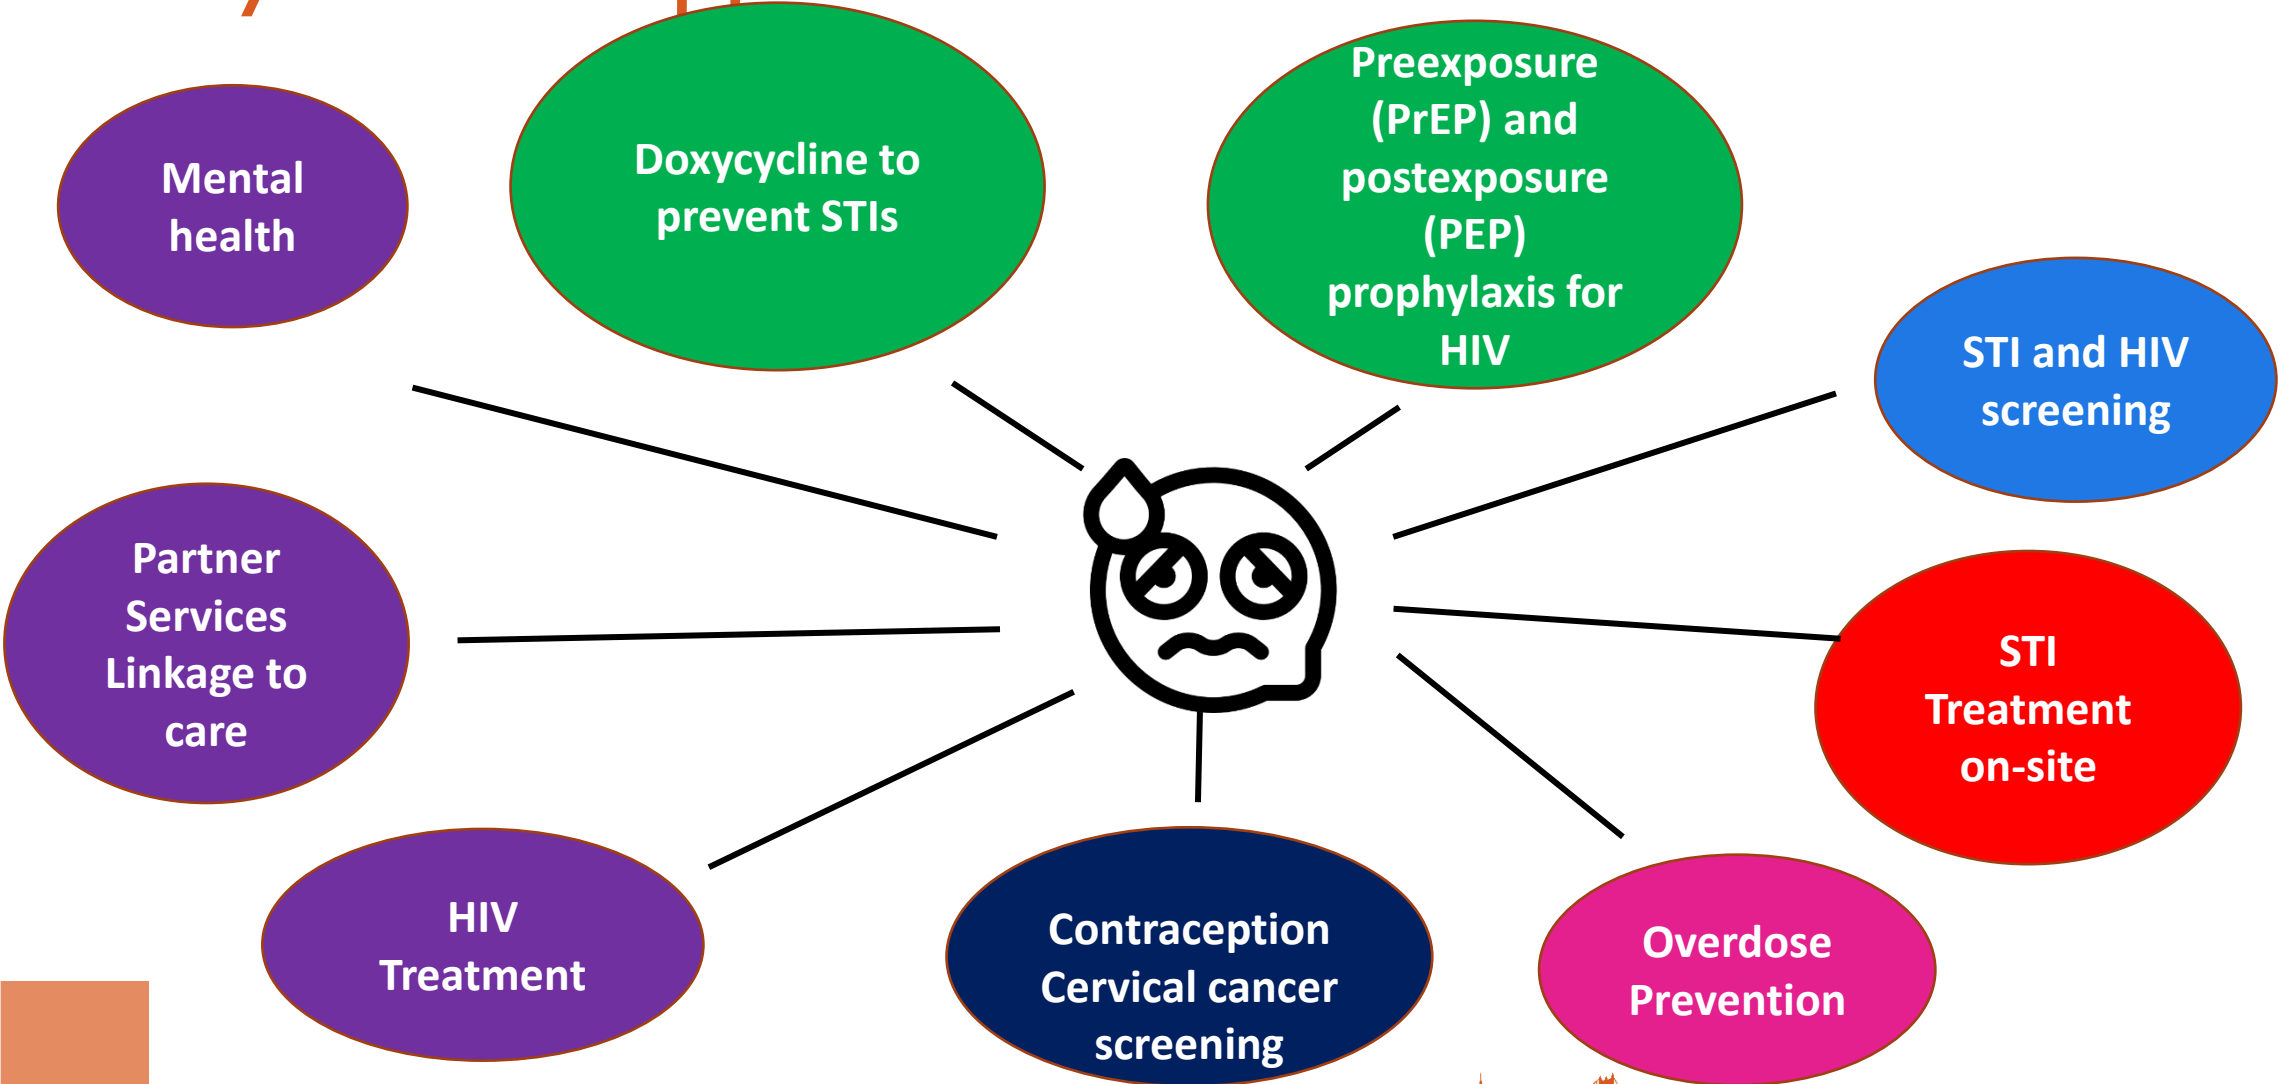 Mental
health
Doxycycline to
prevent STIs
Preexposure
(PrEP) and
postexposure
(PEP)
prophylaxis for
HIV
STI and HIV
screening
Partner
Services
Linkage to
care
STI
Treatment
on-site
HIV
Treatment
Contraception
Cervical cancer
screening
Overdose
Prevention